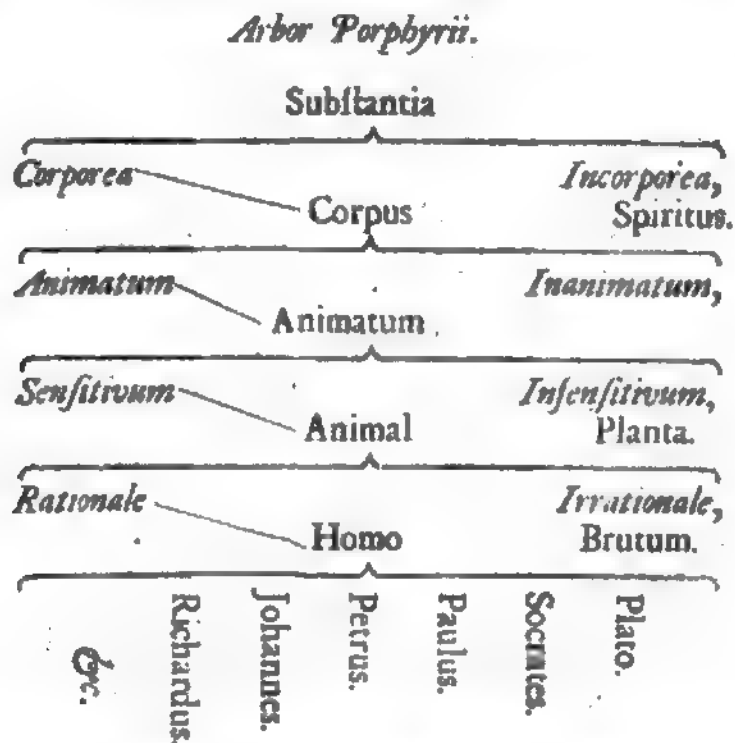 Arbor Porphyrii.
Subſtantia
Corporea Incorporea,
Corpus Spiritus.
Animatum Inanimatum,
Animatum
Senſitivum Inſenſitivum,
Animal Planta.
Rationale Irrationale,
Homo Brutum.
&c.
Richardus.
Johannes.
Petrus.
Paulus.
Socrates.
Plato.